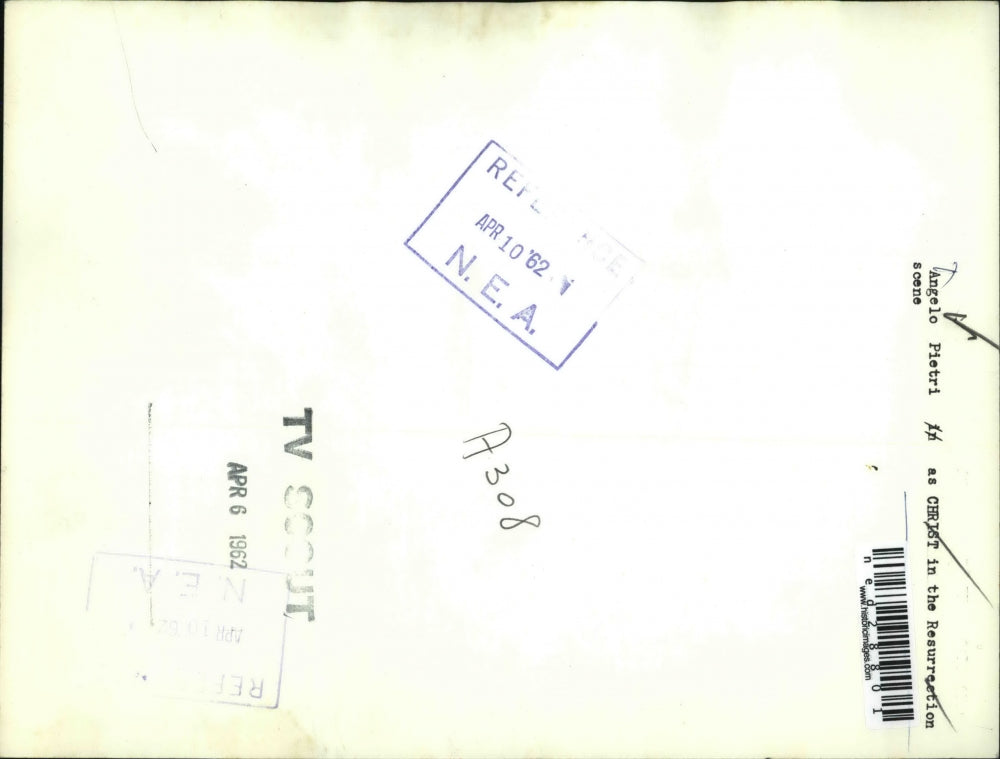 REFERENCE
APR 10 '62
N. E. A.
Angelo Pietri as CHRIST in the Resurrection
scene
A308
TV SCOUT
APR 6 1962
ned28801
www.historicimages.com
REF
APR 10 '62
N. E. A.